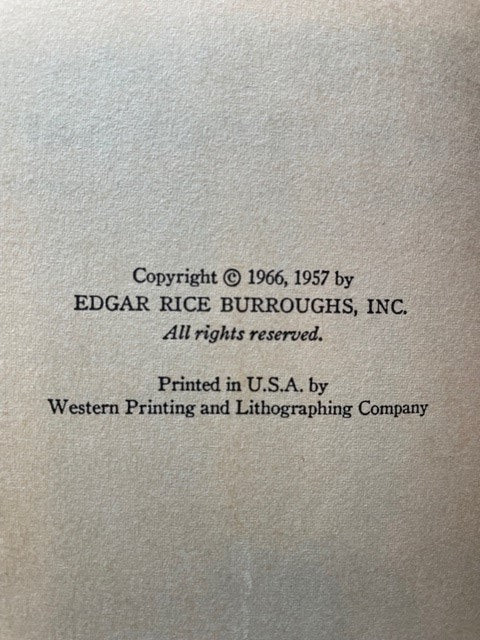 Copyright © 1966, 1957 by
EDGAR RICE BURROUGHS, INC.
All rights reserved.
Printed in U.S.A. by
Western Printing and Lithographing Company